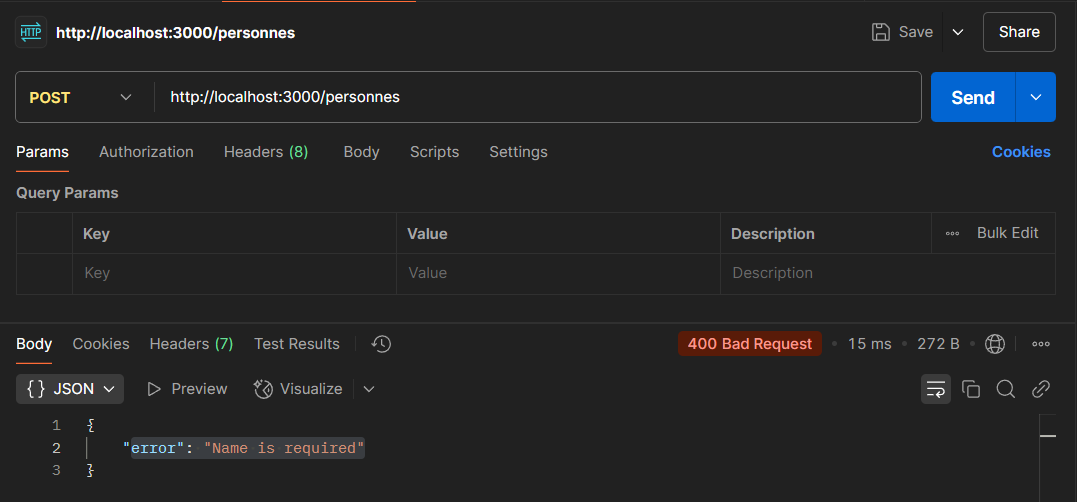 HTTP http://localhost:3000/personnes Save Share
POST http://localhost:3000/personnes Send
Params Authorization Headers (8) Body Scripts Settings Cookies
Query Params
Key Value Description Bulk Edit
Key Value Description
Body Cookies Headers (7) Test Results 400 Bad Request 15 ms 272 B
{} JSON Preview Visualize
1 {
2 "error": "Name is required"
3 }